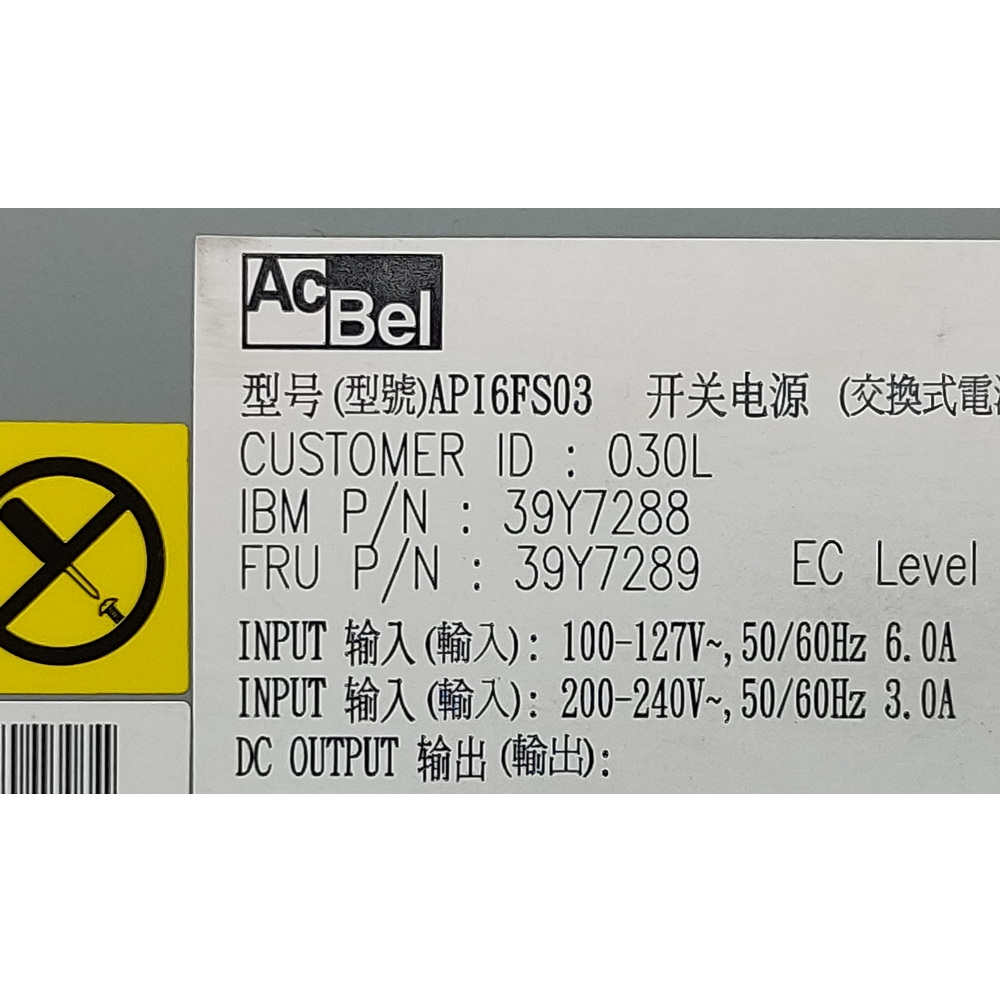 AcBel
型号(型號)API6FS03 开关电源 (交換式電源
CUSTOMER ID : 030L
IBM P/N : 39Y7288
FRU P/N : 39Y7289 EC Level
INPUT 输入(輸入): 100-127V~, 50/60Hz 6.0A
INPUT 输入(輸入): 200-240V~, 50/60Hz 3.0A
DC OUTPUT 输出(輸出):